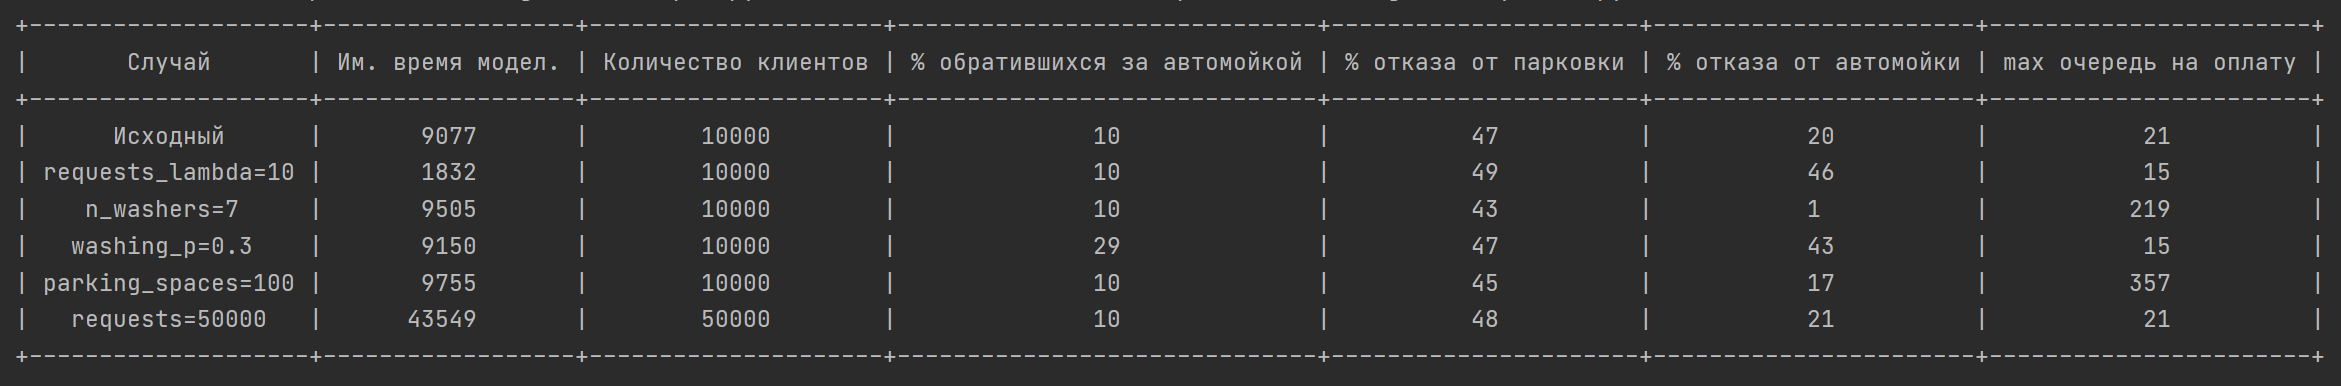 +--------------------+------------------+---------------------+------------------------------+----------------------+-----------------------+-----------------------+
| Случай | Им. время модел. | Количество клиентов | % обратившихся за автомойкой | % отказа от парковки | % отказа от автомойки | max очередь на оплату |
+--------------------+------------------+---------------------+------------------------------+----------------------+-----------------------+-----------------------+
| Исходный | 9077 | 10000 | 10 | 47 | 20 | 21 |
| requests_lambda=10 | 1832 | 10000 | 10 | 49 | 46 | 15 |
| n_washers=7 | 9505 | 10000 | 10 | 43 | 1 | 219 |
| washing_p=0.3 | 9150 | 10000 | 29 | 47 | 43 | 15 |
| parking_spaces=100 | 9755 | 10000 | 10 | 45 | 17 | 357 |
| requests=50000 | 43549 | 50000 | 10 | 48 | 21 | 21 |
+--------------------+------------------+---------------------+------------------------------+----------------------+-----------------------+-----------------------+